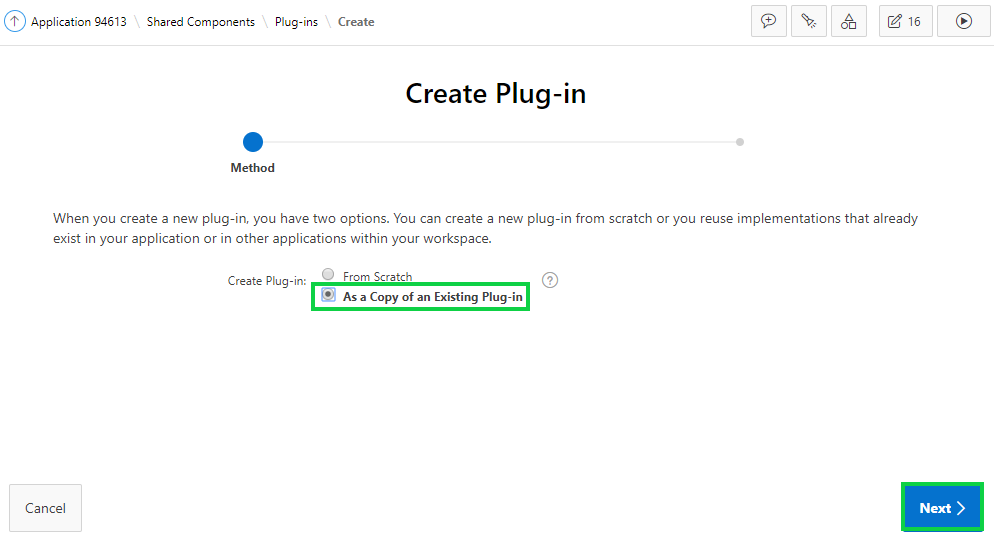 Application 94613 \ Shared Components \ Plug-ins \ Create
16
Create Plug-in
Method
When you create a new plug-in, you have two options. You can create a new plug-in from scratch or you reuse implementations that already
exist in your application or in other applications within your workspace.
Create Plug-in:
From Scratch
?
As a Copy of an Existing Plug-in
Cancel
Next